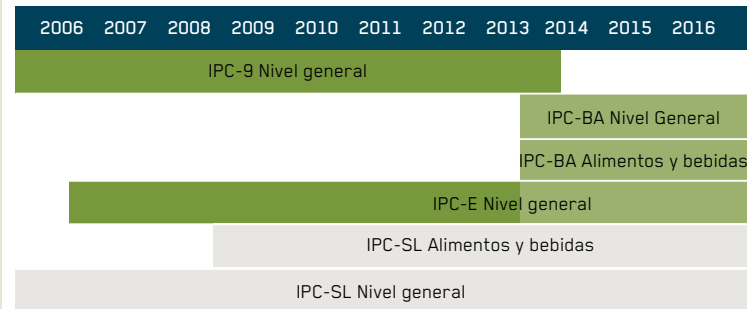 2006 2007 2008 2009 2010 2011 2012 2013 2014 2015 2016
IPC-9 Nivel general
IPC-BA Nivel General
IPC-BA Alimentos y bebidas
IPC-E Nivel general
IPC-SL Alimentos y bebidas
IPC-SL Nivel general